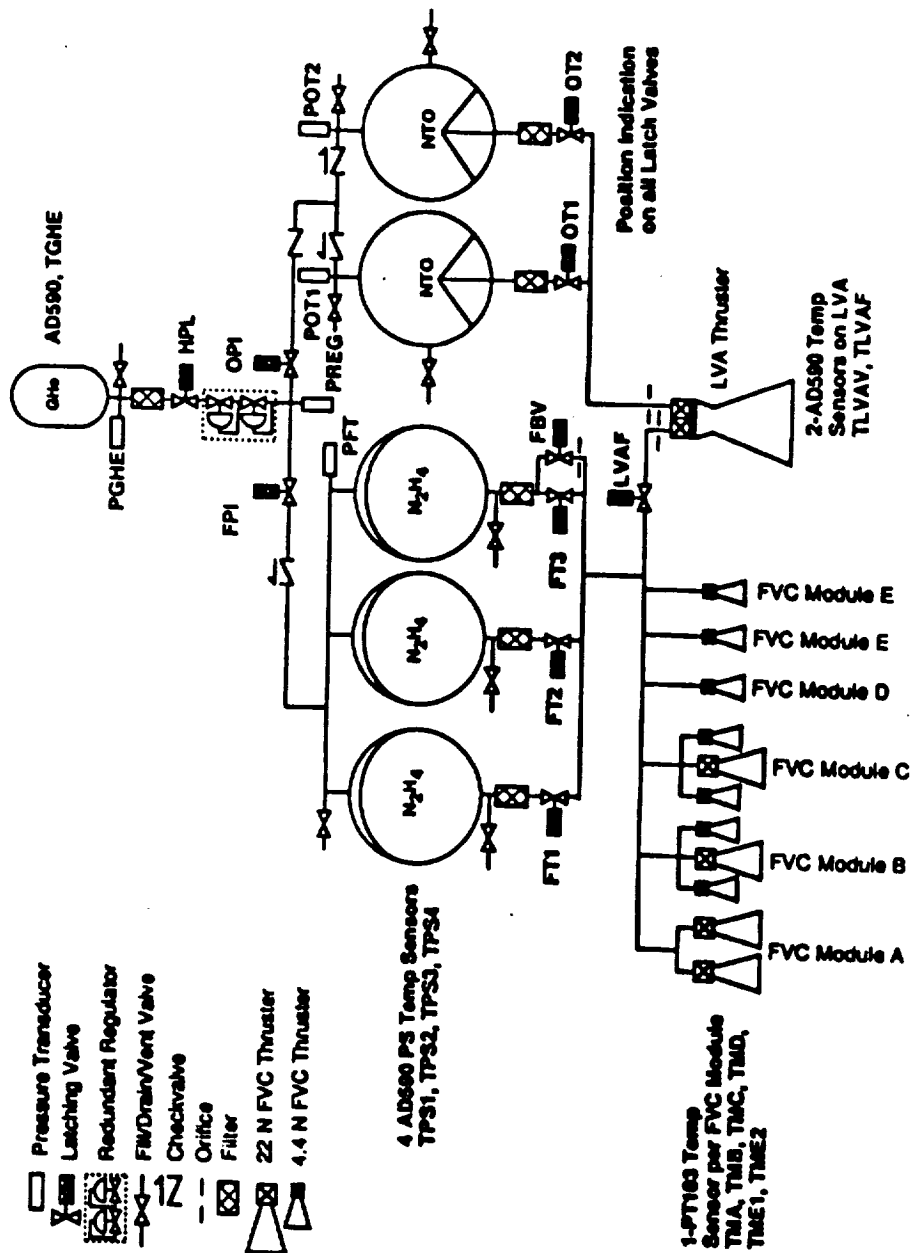 Pressure Transducer
Latching Valve
Redundant Regulator
Fill/Drain/Vent Valve
Checkvalve
Orifice
Filter
22 N FVC Thruster
4.4 N FVC Thruster
AD590, TGHE
GHe
PGHE
HPL
OPI
FPI
PREG
PFT
POT1
POT2
NTO
NTO
N2H4
N2H4
N2H4
4 AD590 PS Temp Sensors
TPS1, TPS2, TPS3, TPS4
FT1
FT2
FT3
FBV
OT1
OT2
Position Indication
on all Latch Valves
LVAF
LVA Thruster
2-AD590 Temp
Sensors on LVA
TLVAV, TLVAF
FVC Module A
FVC Module B
FVC Module C
FVC Module D
FVC Module E
FVC Module E
1-PT103 Temp
Sensor per FVC Module
TMA, TMB, TMC, TMD,
TME1, TME2